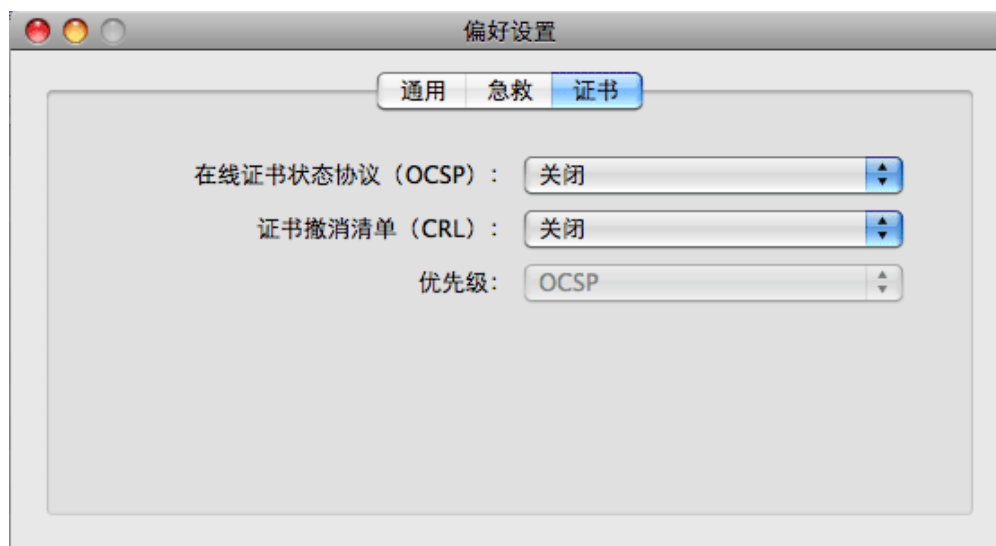 偏好设置
通用 急救 证书
在线证书状态协议（OCSP）： 关闭
证书撤消清单（CRL）： 关闭
优先级： OCSP